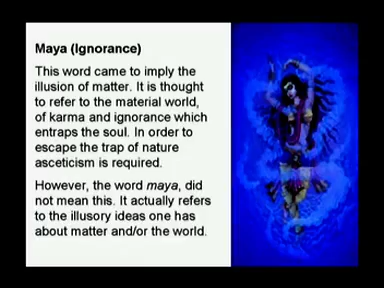 Maya (Ignorance)
This word came to imply the
illusion of matter. It is thought
to refer to the material world,
of karma and ignorance which
entraps the soul. In order to
escape the trap of nature
asceticism is required.
However, the word maya, did
not mean this. It actually refers
to the illusory ideas one has
about matter and/or the world.